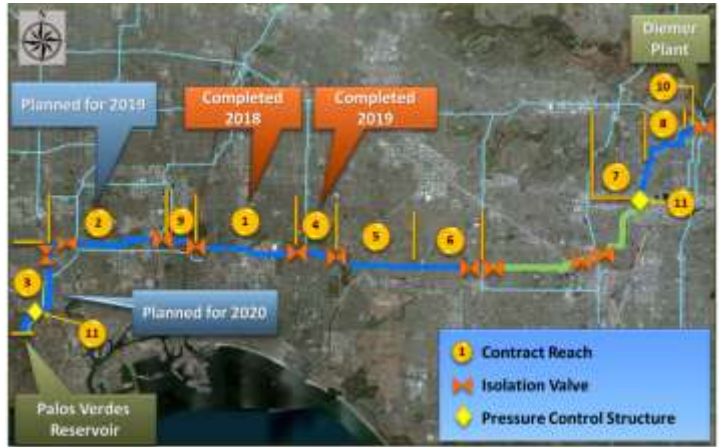 Diemer
Plant
10
Planned for 2019
Completed
2018
Completed
2019
8
7
11
2
9
1
4
5
6
3
Planned for 2020
11
1 Contract Reach
Isolation Valve
Pressure Control Structure
Palos Verdes
Reservoir